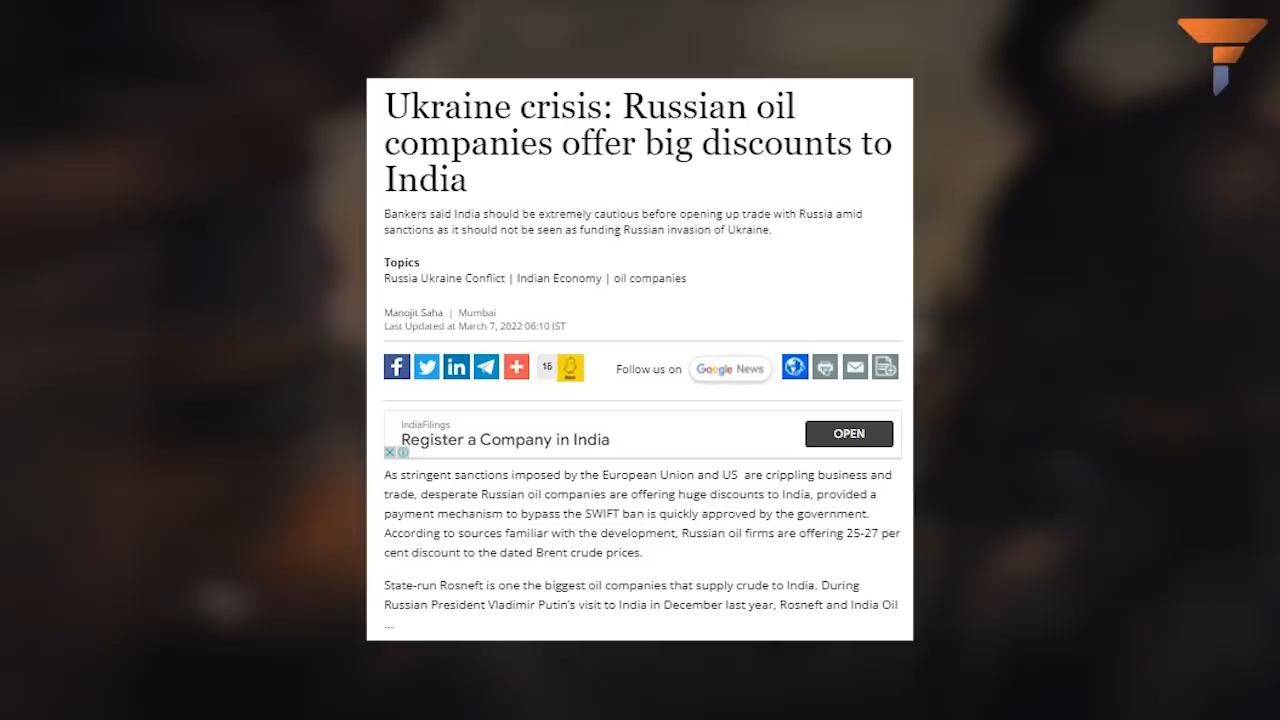 Ukraine crisis: Russian oil
companies offer big discounts to
India
Bankers said India should be extremely cautious before opening up trade with Russia amid
sanctions as it should not be seen as funding Russian invasion of Ukraine.
Topics
Russia Ukraine Conflict | Indian Economy | oil companies
Manojit Saha | Mumbai
Last Updated at March 7, 2022 06:10 IST
15
Follow us on Google News
IndiaFilings
Register a Company in India
OPEN
As stringent sanctions imposed by the European Union and US are crippling business and
trade, desperate Russian oil companies are offering huge discounts to India, provided a
payment mechanism to bypass the SWIFT ban is quickly approved by the government.
According to sources familiar with the development, Russian oil firms are offering 25-27 per
cent discount to the dated Brent crude prices.
State-run Rosneft is one the biggest oil companies that supply crude to India. During
Russian President Vladimir Putin's visit to India in December last year, Rosneft and India Oil
...